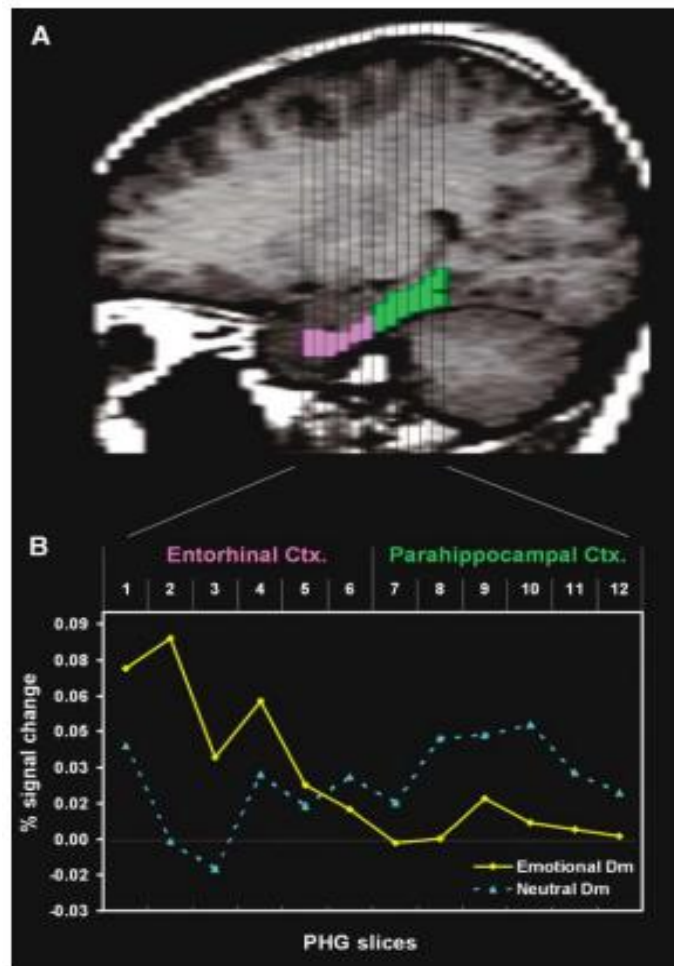 A
B
Entorhinal Ctx. Parahippocampal Ctx.
1 2 3 4 5 6 7 8 9 10 11 12
% signal change
0.09
0.08
0.06
0.05
0.03
0.02
0.00
-0.02
-0.03
Emotional Dm
Neutral Dm
PHG slices